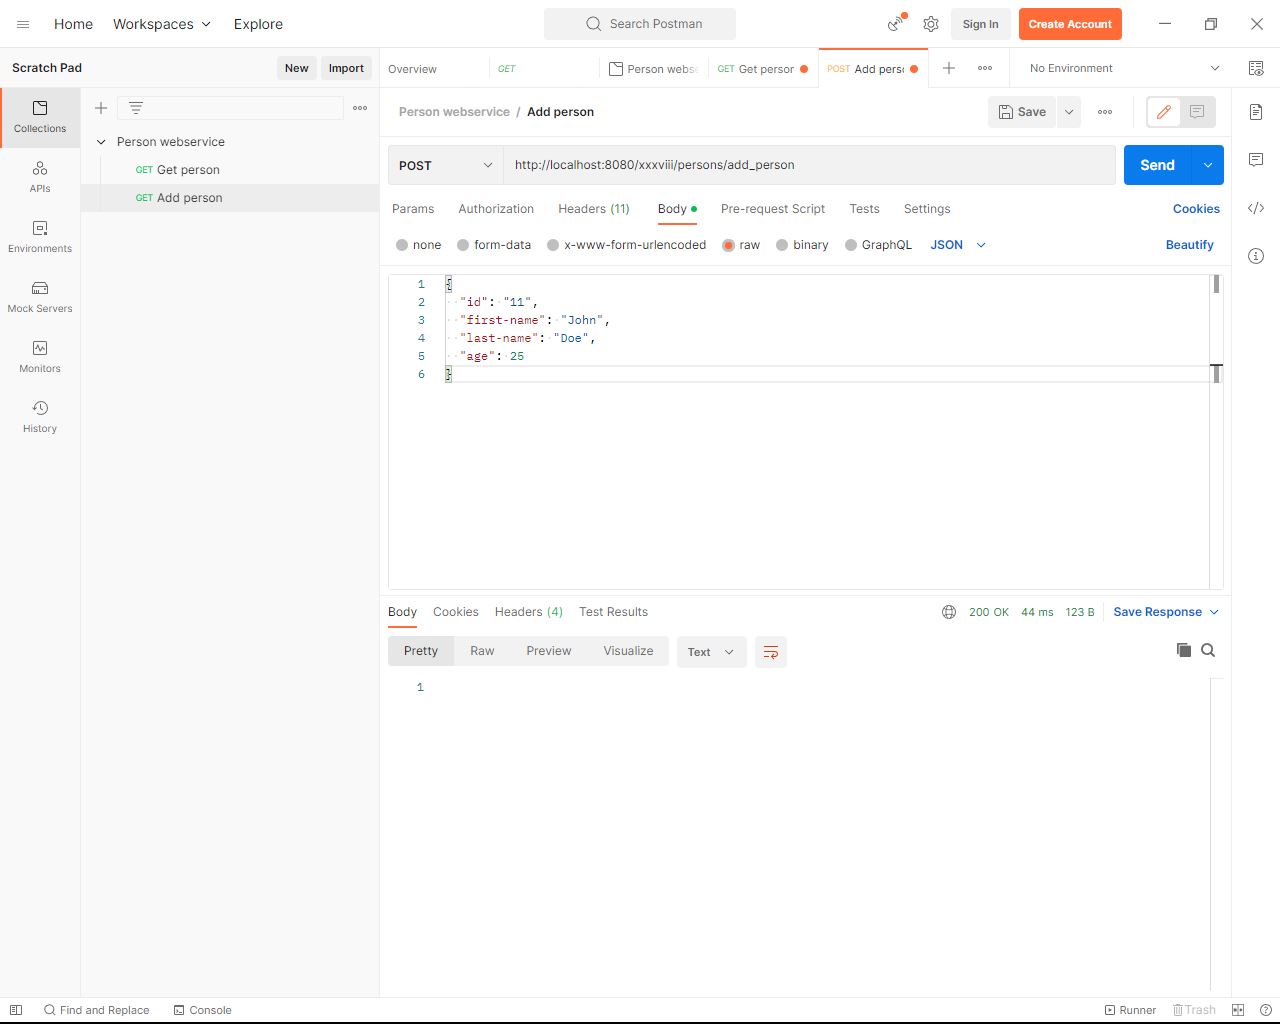 Home Workspaces Explore Search Postman Sign In Create Account
Scratch Pad New Import Overview GET Person webse GET Get person POST Add perso No Environment
Collections
APIs
Environments
Mock Servers
Monitors
History
Person webservice
GET Get person
GET Add person
Person webservice / Add person Save
POST http://localhost:8080/xxxviii/persons/add_person Send
Params Authorization Headers (11) Body Pre-request Script Tests Settings Cookies
none form-data x-www-form-urlencoded raw binary GraphQL JSON Beautify
1 {
2 "id": "11",
3 "first-name": "John",
4 "last-name": "Doe",
5 "age": 25
6 }
Body Cookies Headers (4) Test Results 200 OK 44 ms 123 B Save Response
Pretty Raw Preview Visualize Text
1
Find and Replace Console Runner Trash